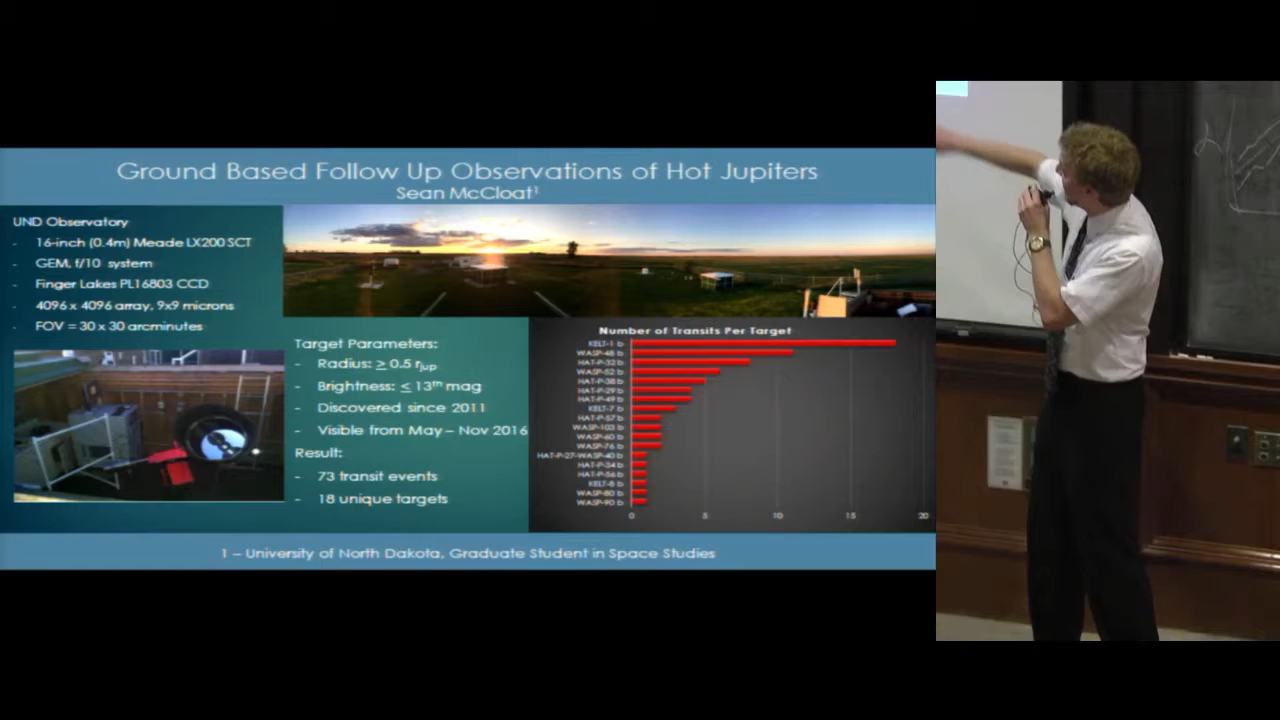 Ground Based Follow Up Observations of Hot Jupiters
Sean McCloat¹
UND Observatory
- 16-inch (0.4m) Meade LX200 SCT
- GEM, f/10 system
- Finger Lakes PL16803 CCD
- 4096 x 4096 array, 9x9 microns
- FOV = 30 x 30 arcminutes
Target Parameters:
- Radius: ≥ 0.5 rjup
- Brightness: ≤ 13th mag
- Discovered since 2011
- Visible from May – Nov 2016
Result:
- 73 transit events
- 18 unique targets
Number of Transits Per Target
KELT-1 b
WASP-48 b
HAT-P-32 b
WASP-52 b
HAT-P-38 b
HAT-P-29 b
HAT-P-49 b
KELT-7 b
HAT-P-57 b
WASP-103 b
WASP-60 b
WASP-76 b
HAT-P-27-WASP-40 b
HAT-P-34 b
HAT-P-56 b
KELT-8 b
WASP-80 b
WASP-90 b
0 5 10 15 20
1 – University of North Dakota, Graduate Student in Space Studies